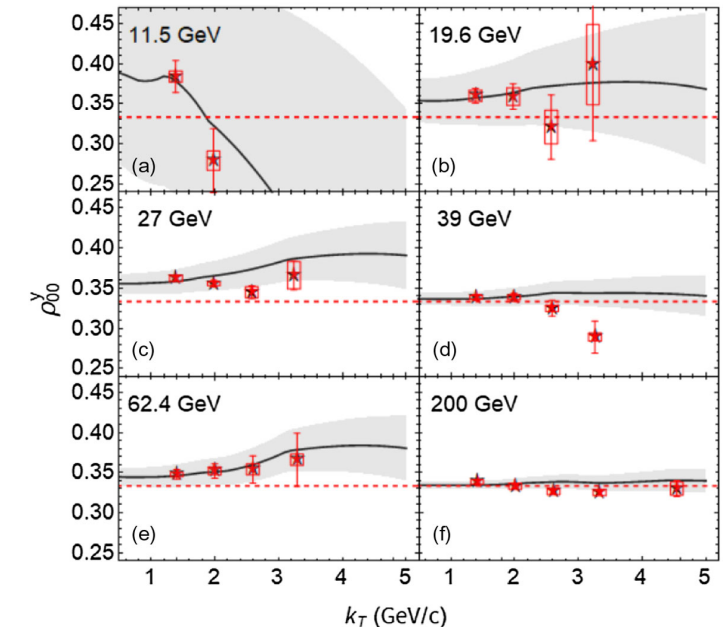 0.45
0.40
0.35
0.30
0.25
11.5 GeV
(a)
19.6 GeV
(b)
0.45
0.40
0.35
0.30
0.25
27 GeV
(c)
39 GeV
(d)
0.45
0.40
0.35
0.30
0.25
62.4 GeV
(e)
200 GeV
(f)
ρ^y_00
1 2 3 4 5 1 2 3 4 5
k_T (GeV/c)